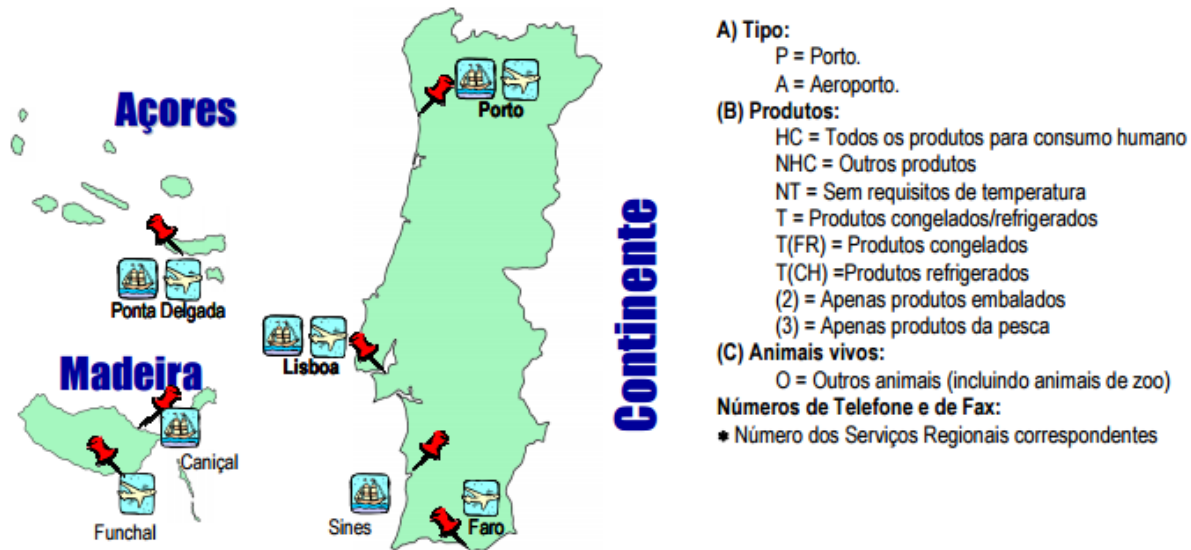 Açores
Ponta Delgada
Madeira
Caniçal
Funchal
Porto
Lisboa
Sines
Faro
Continente
A) Tipo:
P = Porto.
A = Aeroporto.
(B) Produtos:
HC = Todos os produtos para consumo humano
NHC = Outros produtos
NT = Sem requisitos de temperatura
T = Produtos congelados/refrigerados
T(FR) = Produtos congelados
T(CH) =Produtos refrigerados
(2) = Apenas produtos embalados
(3) = Apenas produtos da pesca
(C) Animais vivos:
O = Outros animais (incluindo animais de zoo)
Números de Telefone e de Fax:
* Número dos Serviços Regionais correspondentes